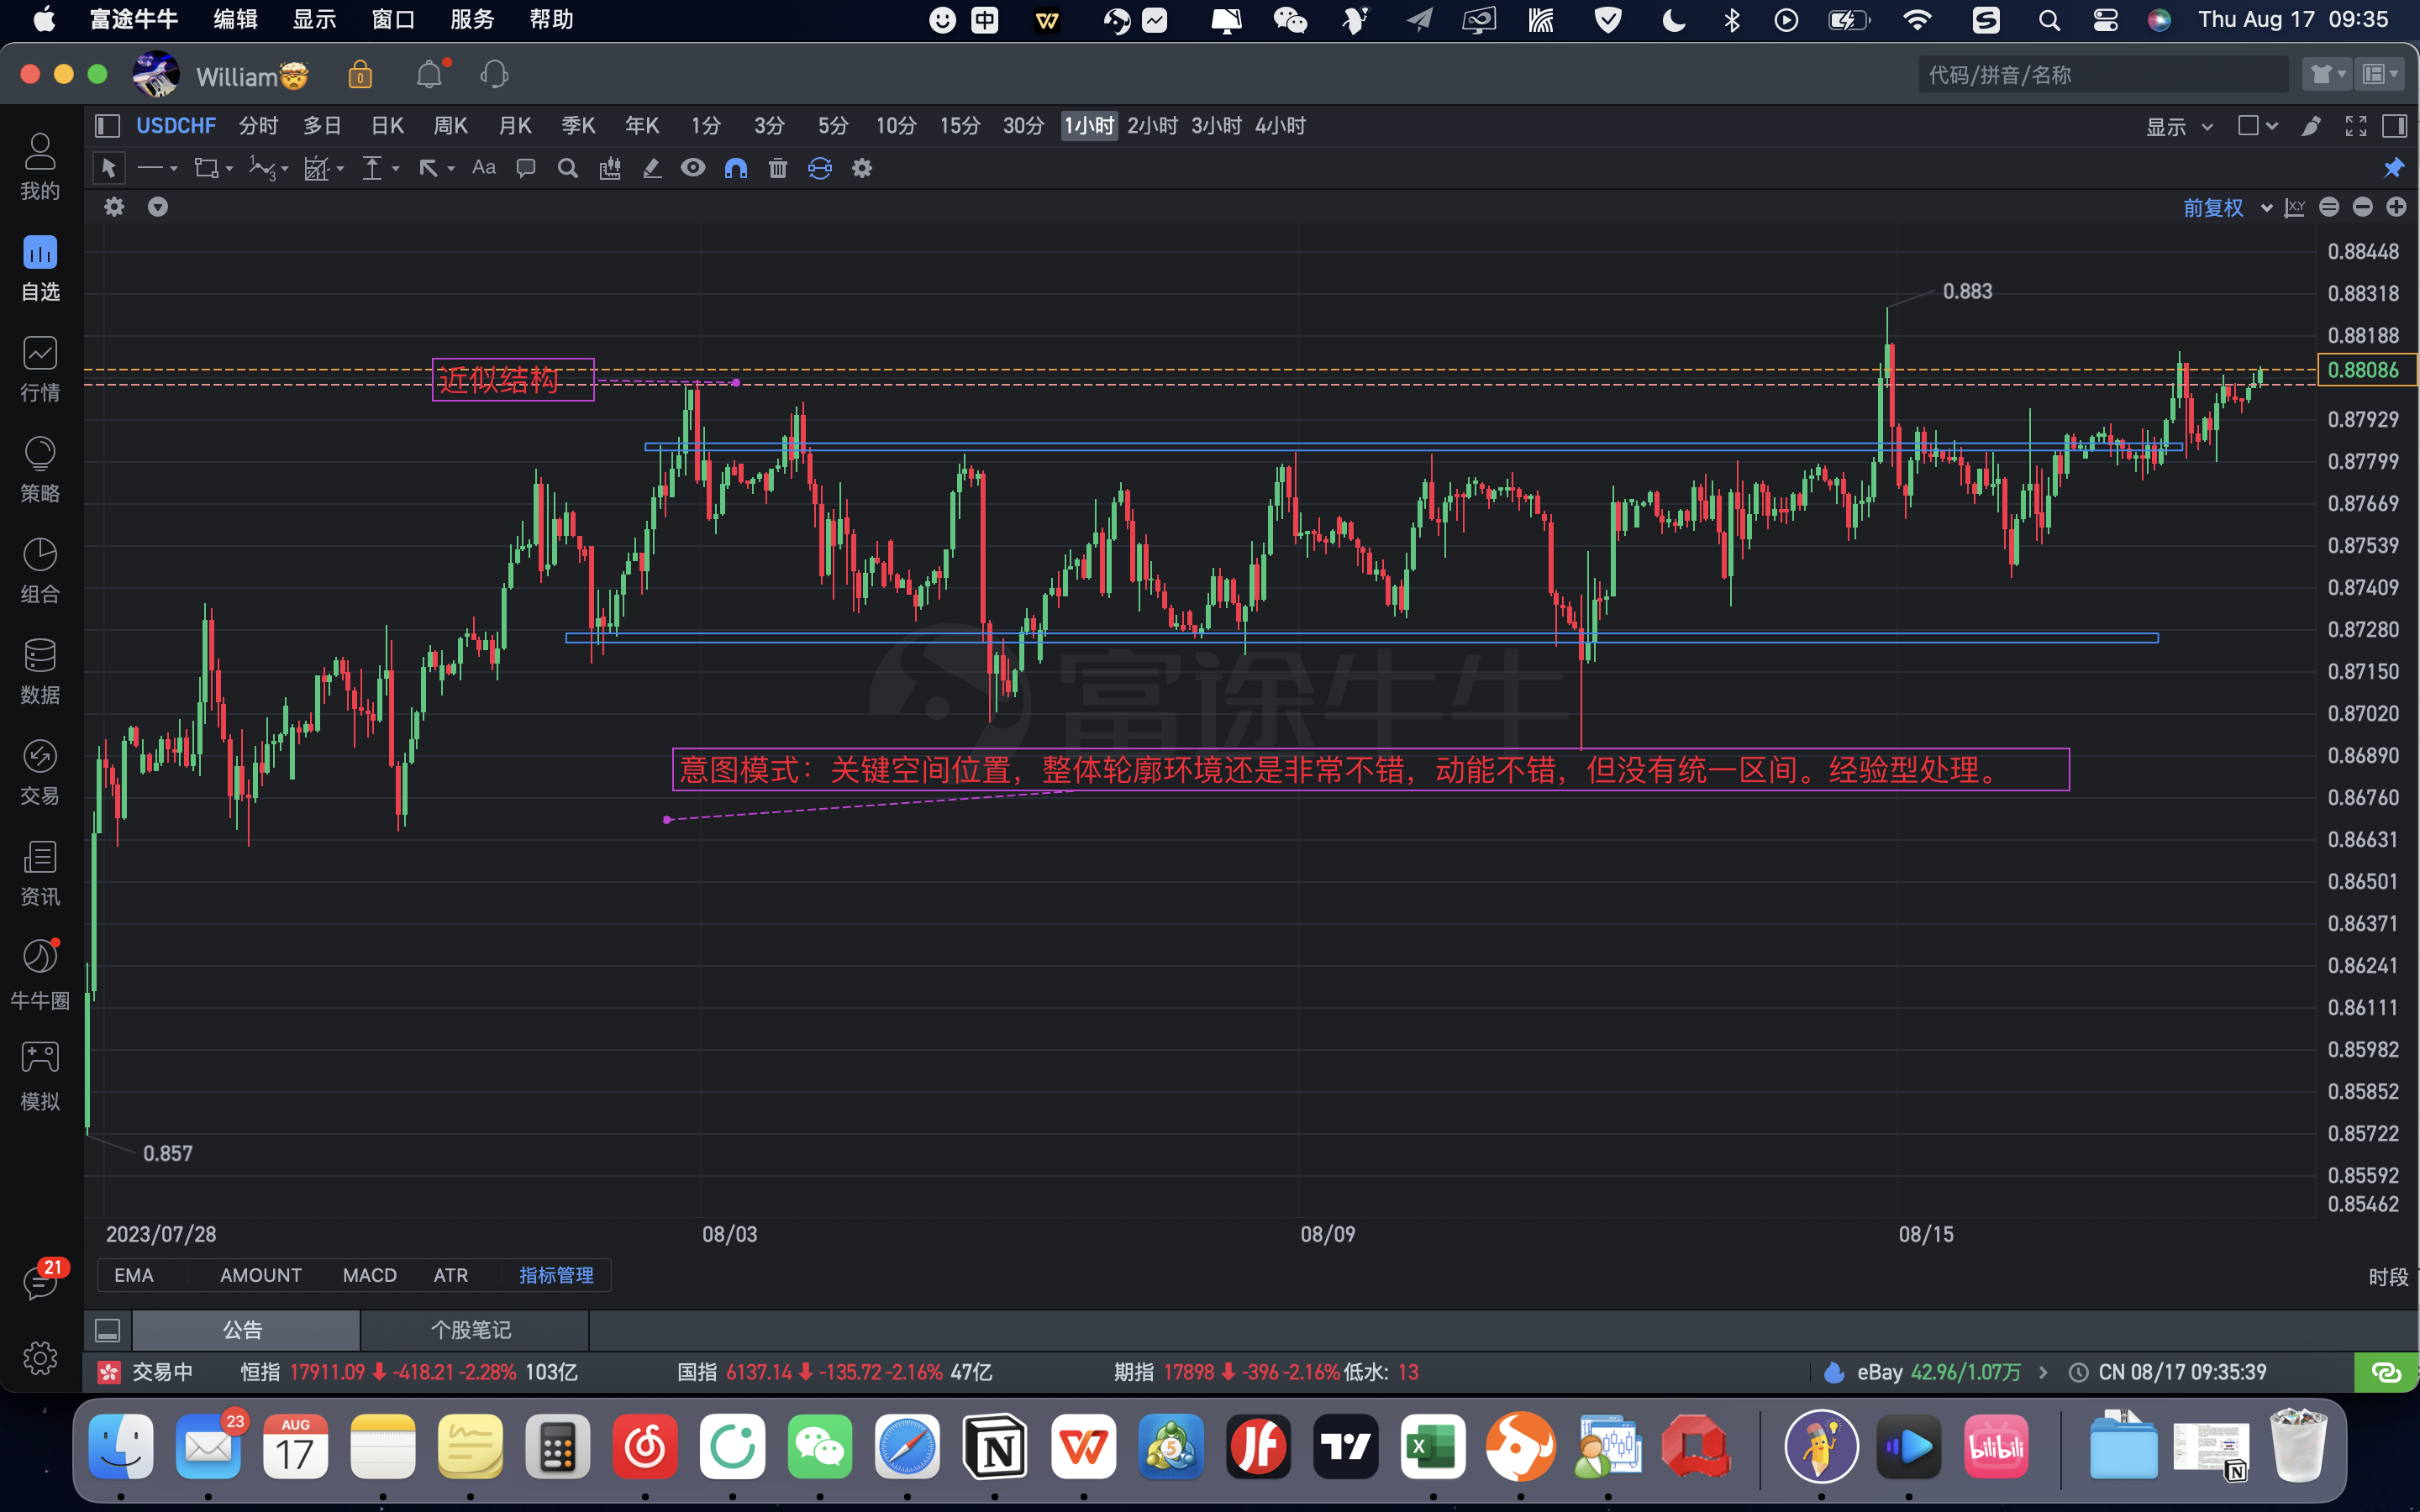 富途牛牛 编辑 显示 窗口 服务 帮助 中 Thu Aug 17 09:35
William🤯 代码/拼音/名称
USDCHF 分时 多日 日K 周K 月K 季K 年K 1分 3分 5分 10分 15分 30分 1小时 2小时 3小时 4小时 显示
Aa
前复权 X,Y
我的
自选
行情
策略
组合
数据
交易
资讯
牛牛圈
模拟
21
0.88448
0.883
0.88318
0.88188
近似结构
0.88086
0.87929
0.87799
0.87669
0.87539
0.87409
0.87280
0.87150
富途牛牛
0.87020
0.86890
意图模式：关键空间位置，整体轮廓环境还是非常不错，动能不错，但没有统一区间。经验型处理。
0.86760
0.86631
0.86501
0.86371
0.86241
0.86111
0.85982
0.85852
0.85722
0.857
0.85592
0.85462
2023/07/28 08/03 08/09 08/15
EMA AMOUNT MACD ATR 指标管理 时段
公告 个股笔记
交易中 恒指 17911.09 -418.21 -2.28% 103亿 国指 6137.14 -135.72 -2.16% 47亿 期指 17898 -396 -2.16% 低水: 13 eBay 42.96/1.07万 CN 08/17 09:35:39
23 AUG
17 5 JF TV X bilibili